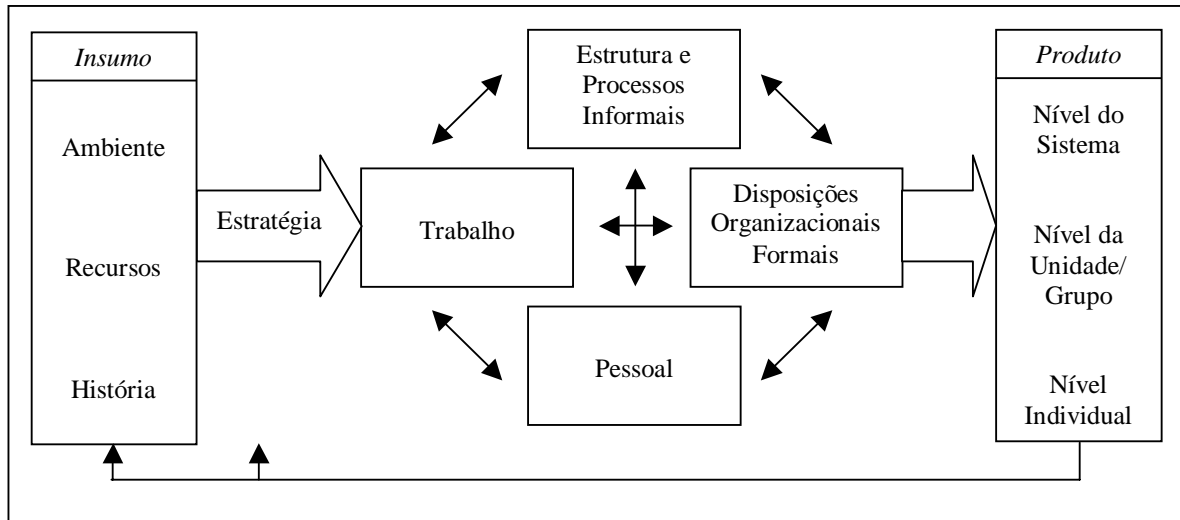 Insumo
Ambiente
Recursos
História
Estratégia
Trabalho
Estrutura e
Processos
Informais
Disposições
Organizacionais
Formais
Pessoal
Produto
Nível do
Sistema
Nível da
Unidade/
Grupo
Nível
Individual